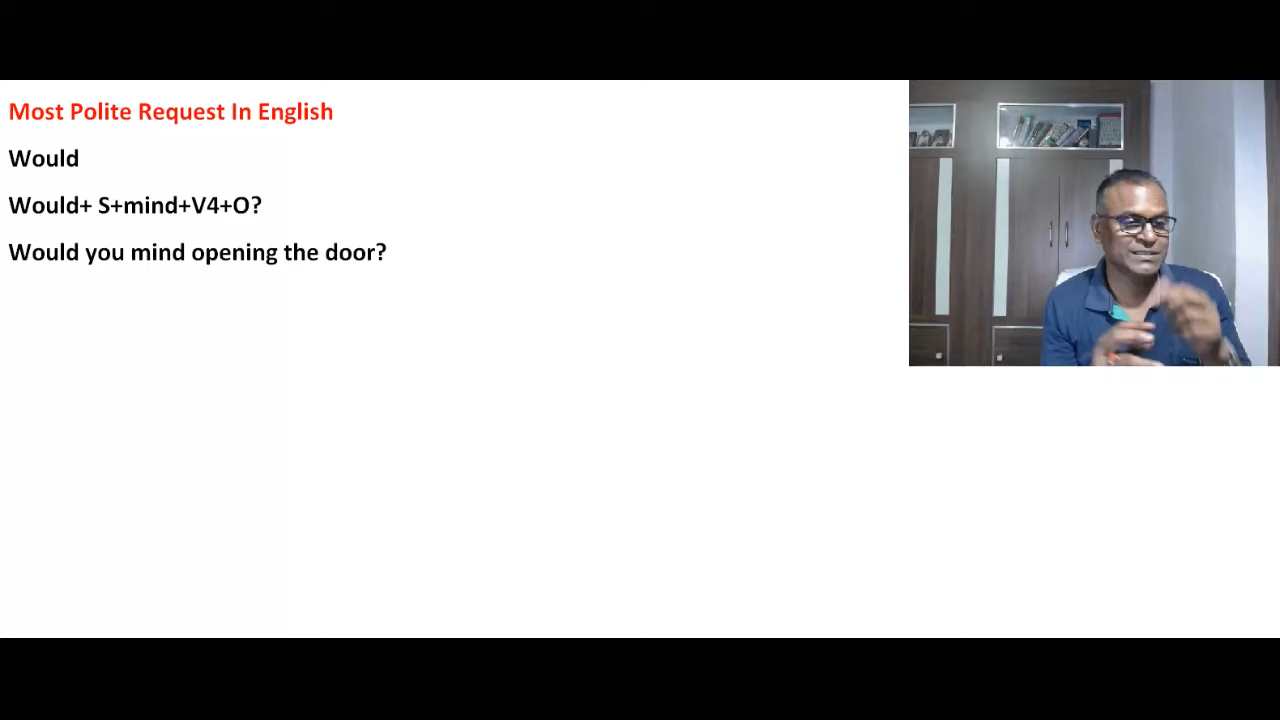 Most Polite Request In English
Would
Would+ S+mind+V4+O?
Would you mind opening the door?